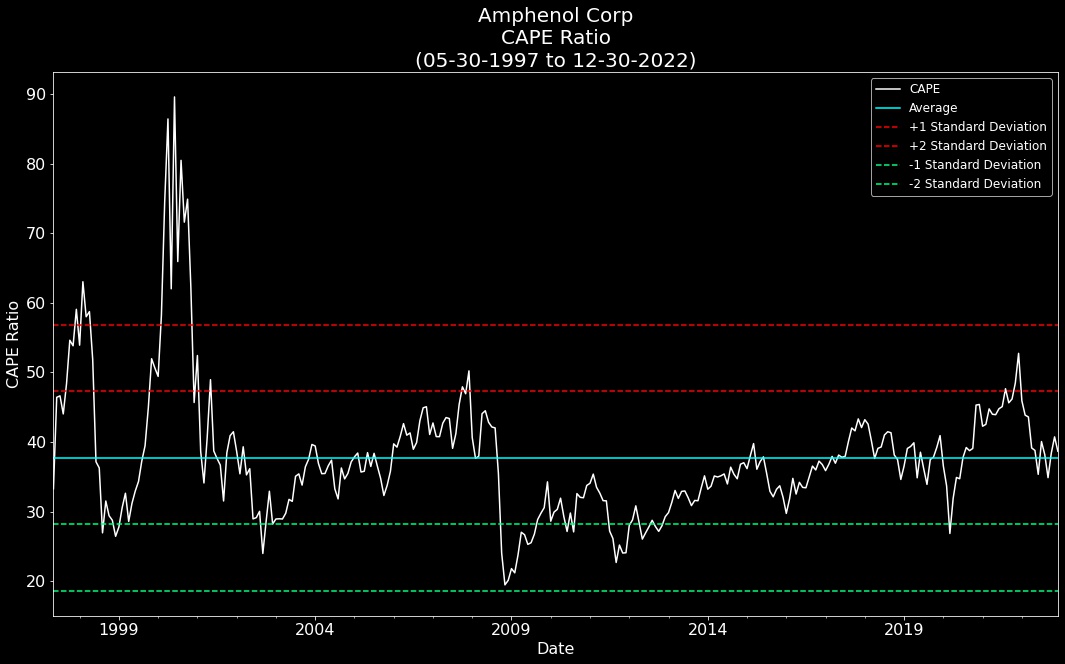 Amphenol Corp
CAPE Ratio
(05-30-1997 to 12-30-2022)
CAPE
Average
+1 Standard Deviation
+2 Standard Deviation
-1 Standard Deviation
-2 Standard Deviation
CAPE Ratio
90
80
70
60
50
40
30
20
1999 2004 2009 2014 2019
Date